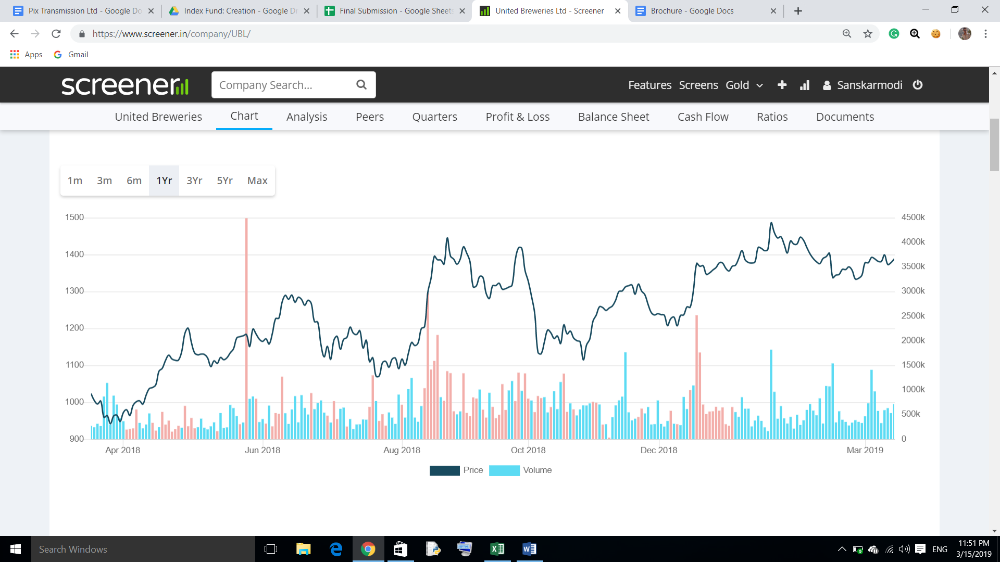 Pix Transmission Ltd - Google Do
Index Fund: Creation - Google Dr
Final Submission - Google Sheets
United Breweries Ltd - Screener
Brochure - Google Docs
https://www.screener.in/company/UBL/
Apps
Gmail
screener
Company Search...
Features
Screens
Gold
Sanskarmodi
United Breweries
Chart
Analysis
Peers
Quarters
Profit & Loss
Balance Sheet
Cash Flow
Ratios
Documents
1m
3m
6m
1Yr
3Yr
5Yr
Max
1500
1400
1300
1200
1100
1000
900
4500k
4000k
3500k
3000k
2500k
2000k
1500k
1000k
500k
0
Apr 2018
Jun 2018
Aug 2018
Oct 2018
Dec 2018
Mar 2019
Price
Volume
Search Windows
ENG
11:51 PM
3/15/2019